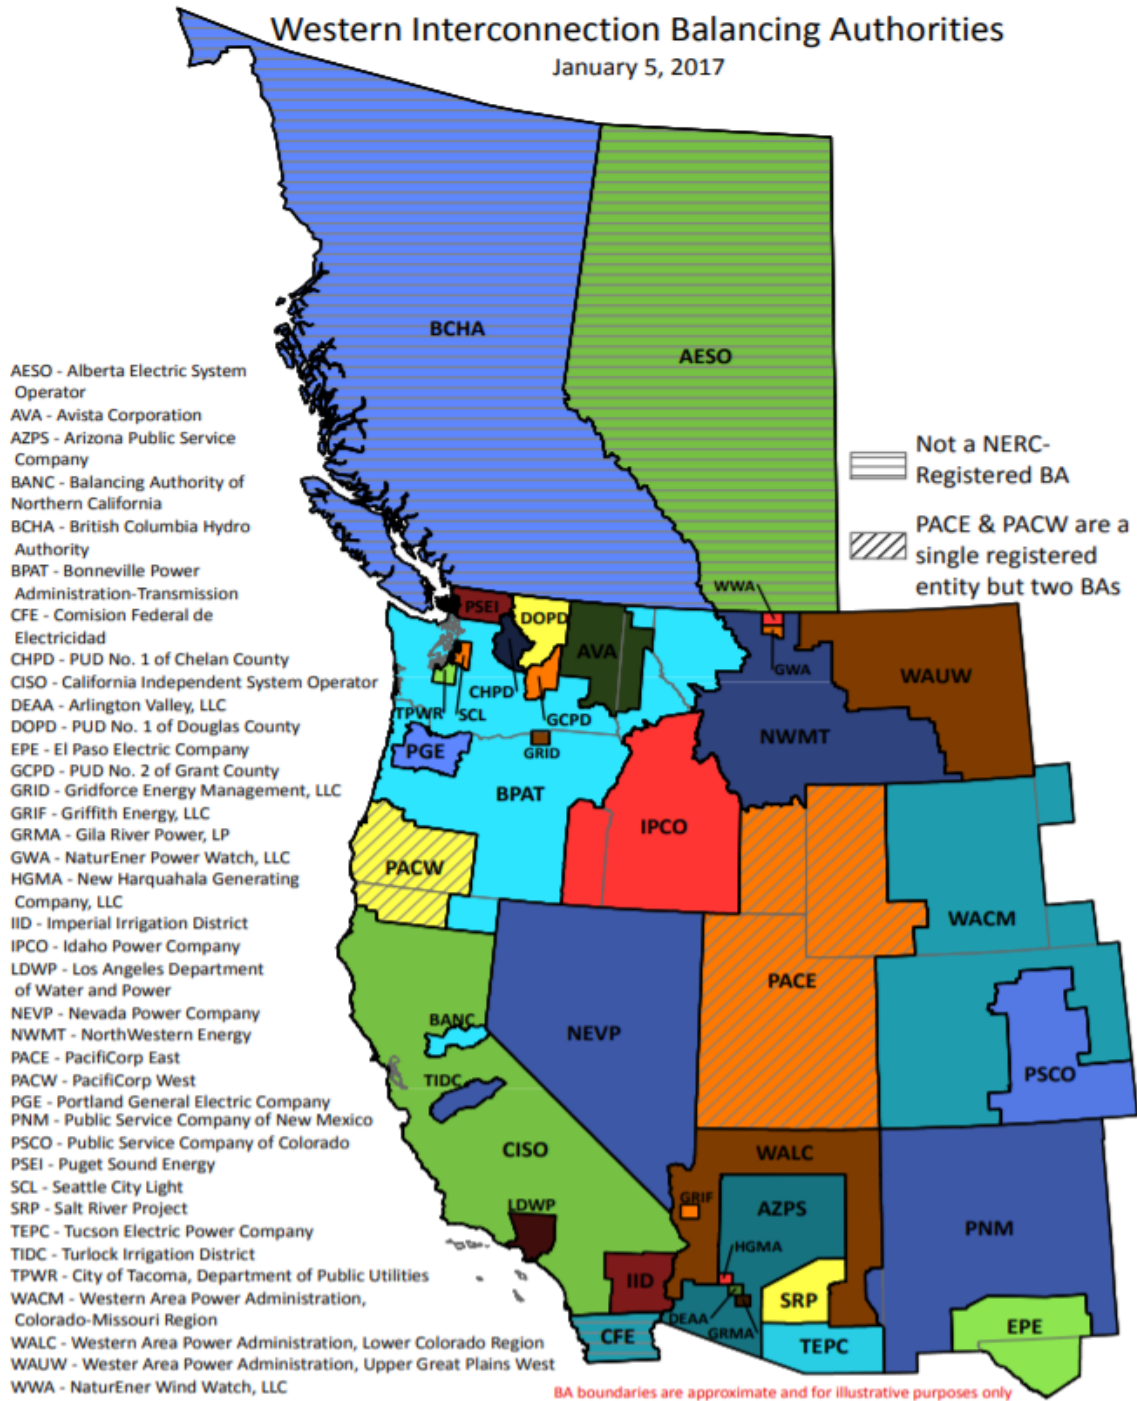 Western Interconnection Balancing Authorities
January 5, 2017
BCHA
AESO
AESO - Alberta Electric System
Operator
AVA - Avista Corporation
AZPS - Arizona Public Service
Company
BANC - Balancing Authority of
Northern California
BCHA - British Columbia Hydro
Authority
BPAT - Bonneville Power
Administration-Transmission
CFE - Comision Federal de
Electricidad
CHPD - PUD No. 1 of Chelan County
CISO - California Independent System Operator
DEAA - Arlington Valley, LLC
DOPD - PUD No. 1 of Douglas County
EPE - El Paso Electric Company
GCPD - PUD No. 2 of Grant County
GRID - Gridforce Energy Management, LLC
GRIF - Griffith Energy, LLC
GRMA - Gila River Power, LP
GWA - NaturEner Power Watch, LLC
HGMA - New Harquahala Generating
Company, LLC
IID - Imperial Irrigation District
IPCO - Idaho Power Company
LDWP - Los Angeles Department
of Water and Power
NEVP - Nevada Power Company
NWMT - NorthWestern Energy
PACE - PacifiCorp East
PACW - PacifiCorp West
PGE - Portland General Electric Company
PNM - Public Service Company of New Mexico
PSCO - Public Service Company of Colorado
PSEI - Puget Sound Energy
SCL - Seattle City Light
SRP - Salt River Project
TEPC - Tucson Electric Power Company
TIDC - Turlock Irrigation District
TPWR - City of Tacoma, Department of Public Utilities
WACM - Western Area Power Administration,
Colorado-Missouri Region
WALC - Western Area Power Administration, Lower Colorado Region
WAUW - Wester Area Power Administration, Upper Great Plains West
WWA - NaturEner Wind Watch, LLC
Not a NERC-
Registered BA
PACE & PACW are a
single registered
entity but two BAs
WWA
PSEI
DOPD
AVA
GWA
WAUW
CHPD
TPWR
SCL
GCPD
NWMT
PGE
GRID
BPAT
IPCO
PACW
WACM
PACE
BANC
NEVP
PSCO
TIDC
CISO
WALC
GRIF
LDWP
AZPS
PNM
HGMA
IID
SRP
DEAA
GRMA
EPE
CFE
TEPC
BA boundaries are approximate and for illustrative purposes only